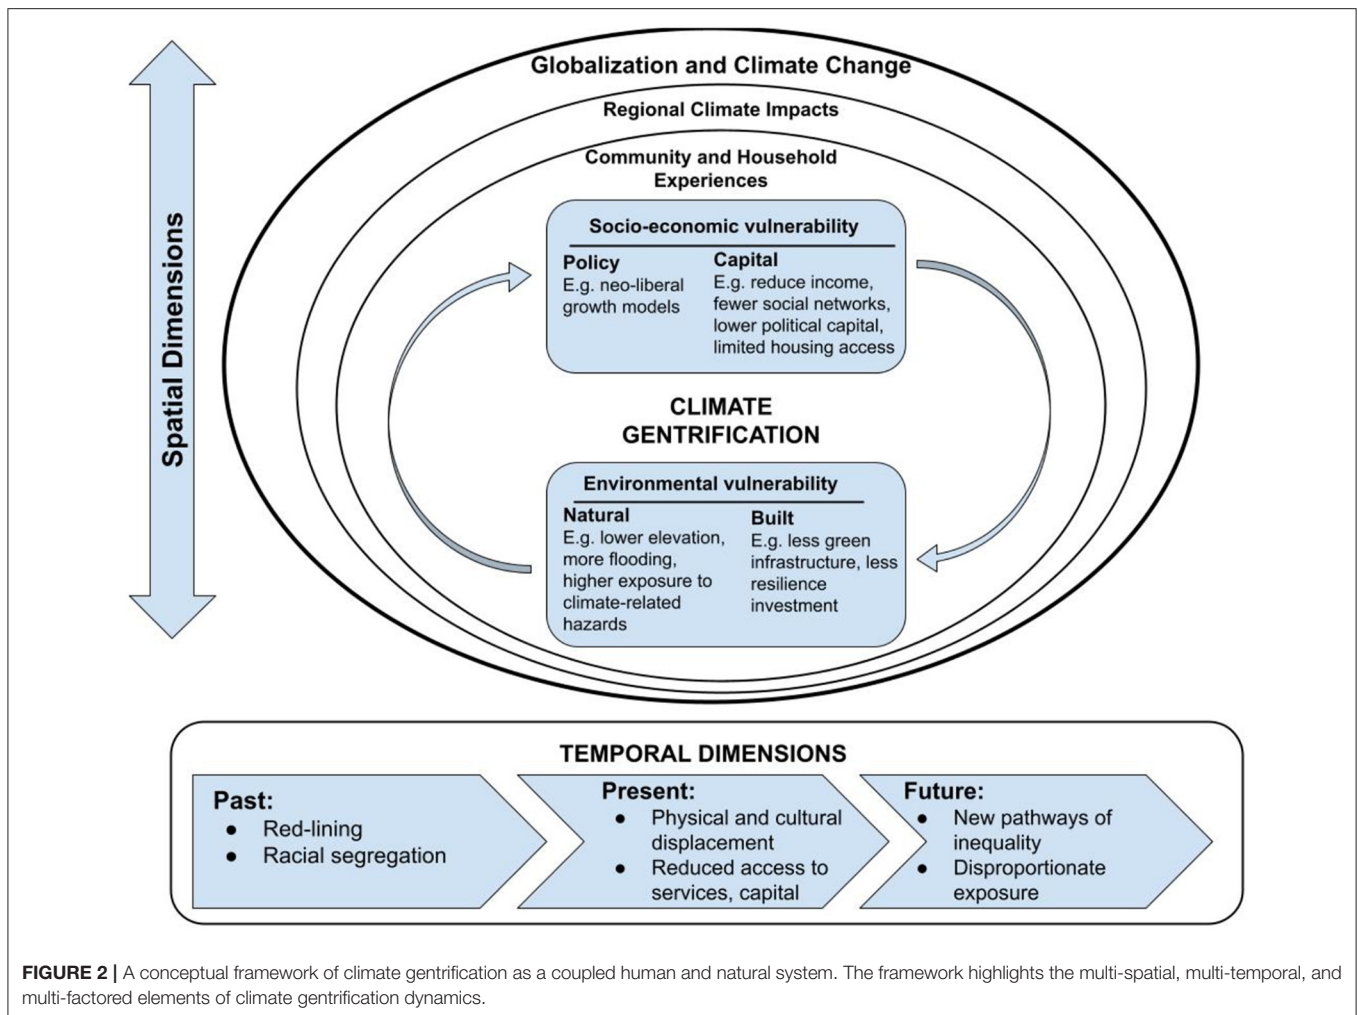 Globalization and Climate Change
Regional Climate Impacts
Community and Household
Experiences
Spatial Dimensions
Socio-economic vulnerability
Policy
E.g. neo-liberal
growth models
Capital
E.g. reduce income,
fewer social networks,
lower political capital,
limited housing access
CLIMATE
GENTRIFICATION
Environmental vulnerability
Natural
E.g. lower elevation,
more flooding,
higher exposure to
climate-related
hazards
Built
E.g. less green
infrastructure, less
resilience
investment
TEMPORAL DIMENSIONS
Past:
● Red-lining
● Racial segregation
Present:
● Physical and cultural
displacement
● Reduced access to
services, capital
Future:
● New pathways of
inequality
● Disproportionate
exposure
FIGURE 2 | A conceptual framework of climate gentrification as a coupled human and natural system. The framework highlights the multi-spatial, multi-temporal, and
multi-factored elements of climate gentrification dynamics.